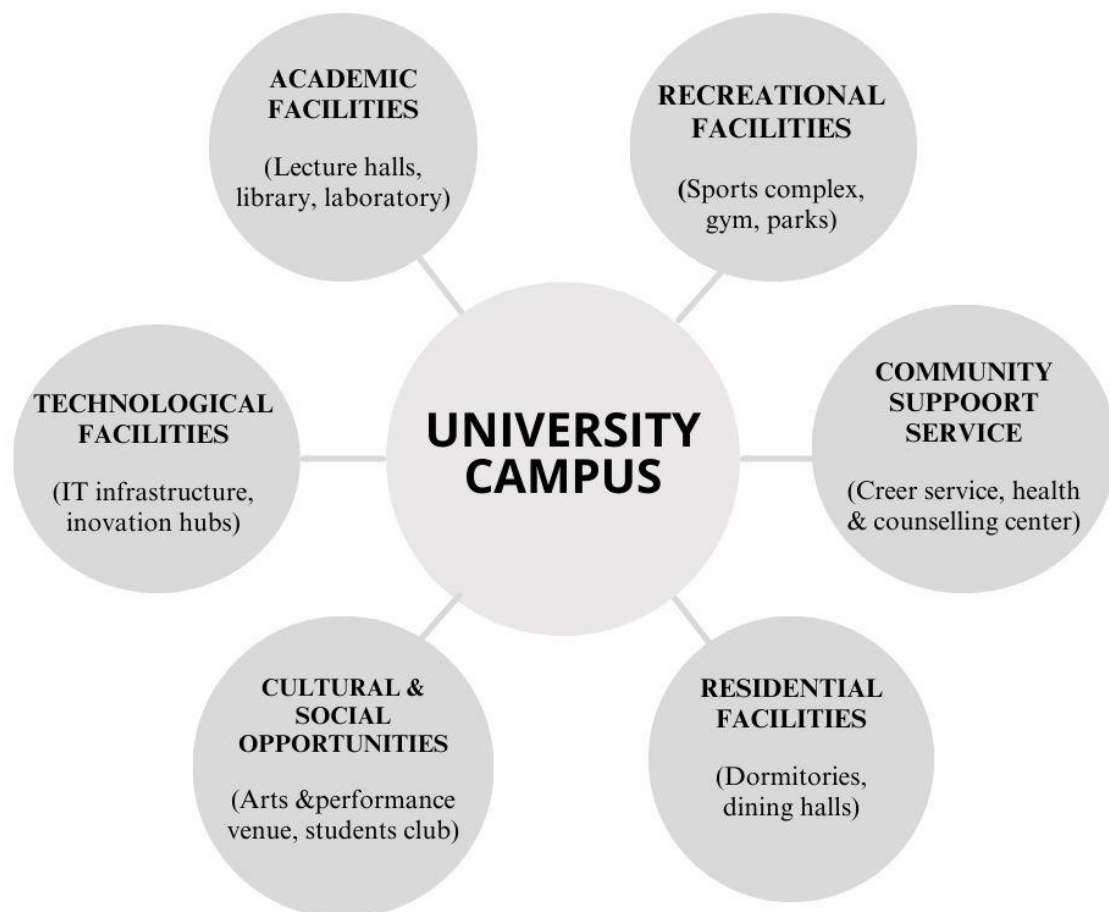 ACADEMIC
FACILITIES
(Lecture halls,
library, laboratory)
RECREATIONAL
FACILITIES
(Sports complex,
gym, parks)
TECHNOLOGICAL
FACILITIES
(IT infrastructure,
inovation hubs)
UNIVERSITY
CAMPUS
COMMUNITY
SUPPOORT
SERVICE
(Creer service, health
& counselling center)
CULTURAL &
SOCIAL
OPPORTUNITIES
(Arts &performance
venue, students club)
RESIDENTIAL
FACILITIES
(Dormitories,
dining halls)